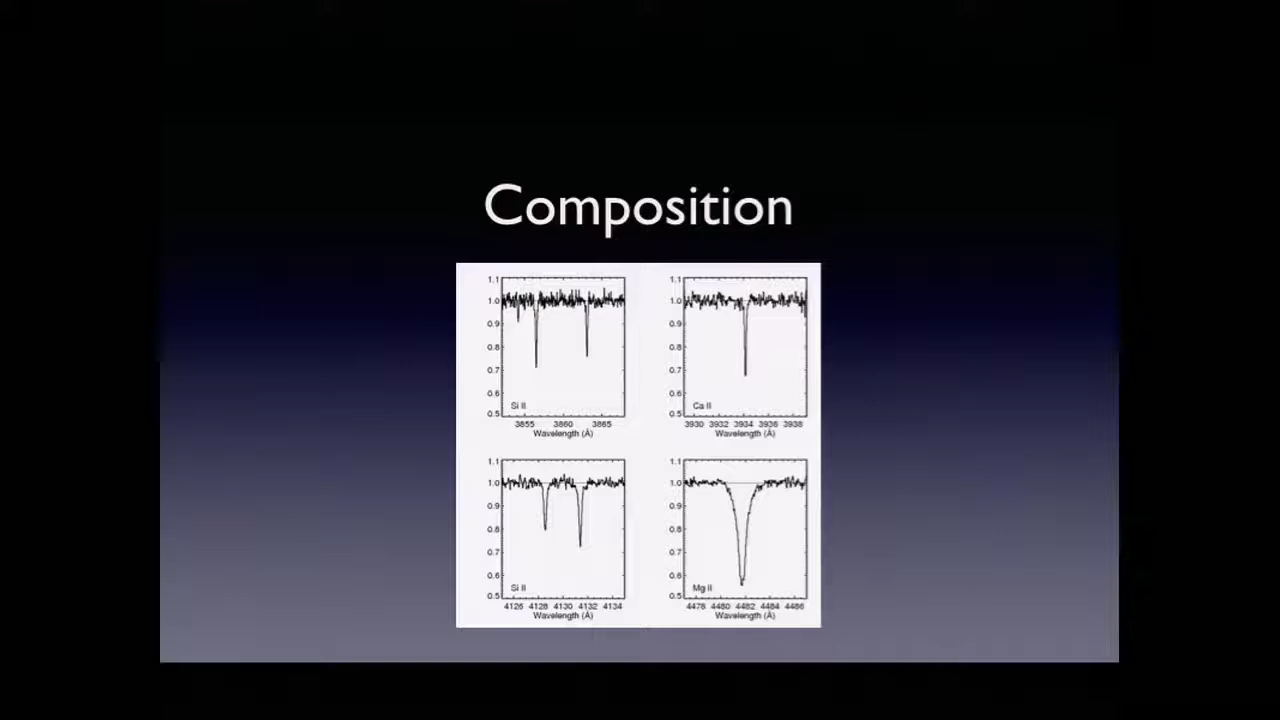 Composition
1.1
1.0
0.9
0.8
0.7
0.6
0.5
Si II
3855 3860 3865
Wavelength (Å)
1.1
1.0
0.9
0.8
0.7
0.6
0.5
Ca II
3930 3932 3934 3936 3938
Wavelength (Å)
1.1
1.0
0.9
0.8
0.7
0.6
0.5
Si II
4126 4128 4130 4132 4134
Wavelength (Å)
1.1
1.0
0.9
0.8
0.7
0.6
0.5
Mg II
4478 4480 4482 4484 4486
Wavelength (Å)